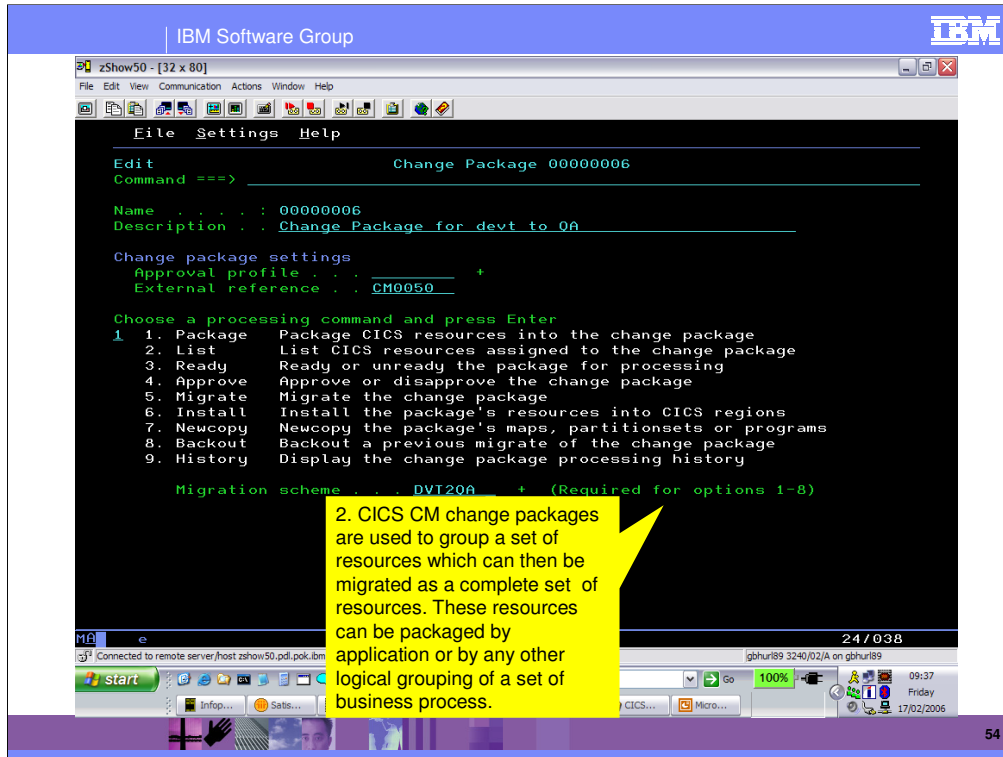 IBM Software Group
IBM
zShow50 - [32 x 80]
File Edit View Communication Actions Window Help
File Settings Help
Edit Change Package 00000006
Command ===>
Name . . . . : 00000006
Description . . Change Package for devt to QA
Change package settings
Approval profile . . . +
External reference . . CM0050
Choose a processing command and press Enter
1 1. Package Package CICS resources into the change package
2. List List CICS resources assigned to the change package
3. Ready Ready or unready the package for processing
4. Approve Approve or disapprove the change package
5. Migrate Migrate the change package
6. Install Install the package's resources into CICS regions
7. Newcopy Newcopy the package's maps, partitionsets or programs
8. Backout Backout a previous migrate of the change package
9. History Display the change package processing history
Migration scheme . . . DVT2QA + (Required for options 1-8)
2. CICS CM change packages
are used to group a set of
resources which can then be
migrated as a complete set of
resources. These resources
can be packaged by
application or by any other
logical grouping of a set of
business process.
MA e 24/038
Connected to remote server/host zshow50.pdl.pok.ibm
gbhurl89 3240/02/A on gbhurl89
start Go 100% 09:37
Infop... Satis... CICS... Micro... Friday
17/02/2006
54